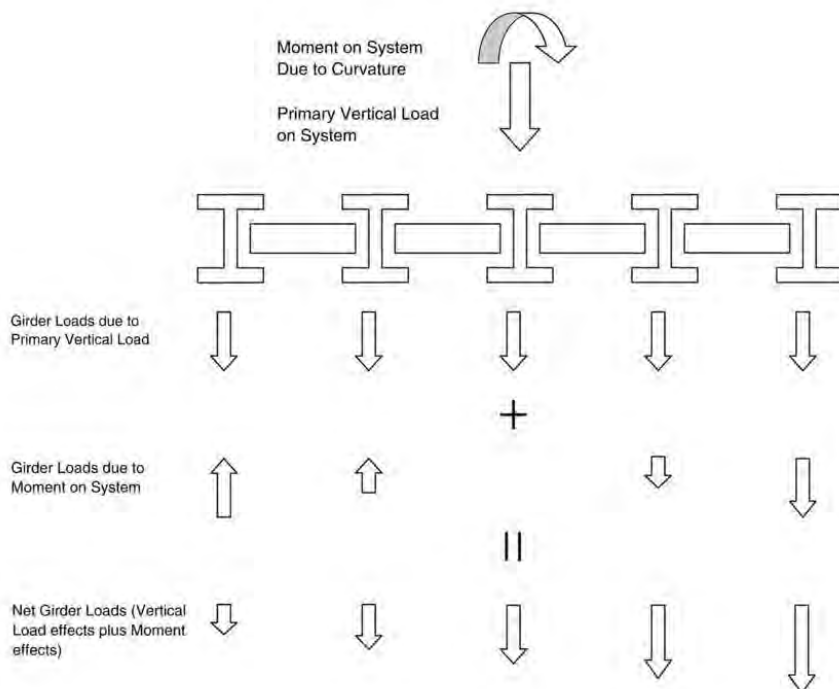 Moment on System
Due to Curvature
Primary Vertical Load
on System
Girder Loads due to
Primary Vertical Load
+
Girder Loads due to
Moment on System
=
Net Girder Loads (Vertical
Load effects plus Moment
effects)